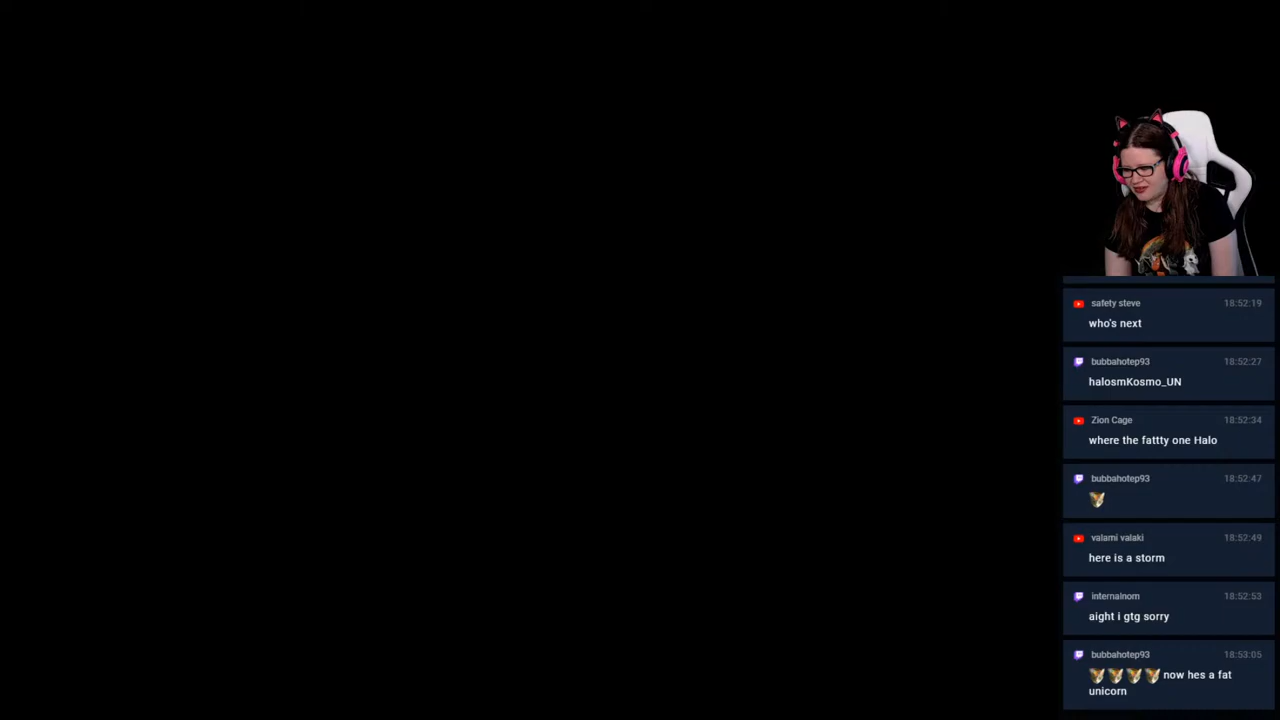 safety steve 18:52:19
who's next
bubbahotep93 18:52:27
halosmKosmo_UN
Zion Cage 18:52:34
where the fattty one Halo
bubbahotep93 18:52:47
valami valaki 18:52:49
here is a storm
internalnom 18:52:53
aight i gtg sorry
bubbahotep93 18:53:05
now hes a fat
unicorn